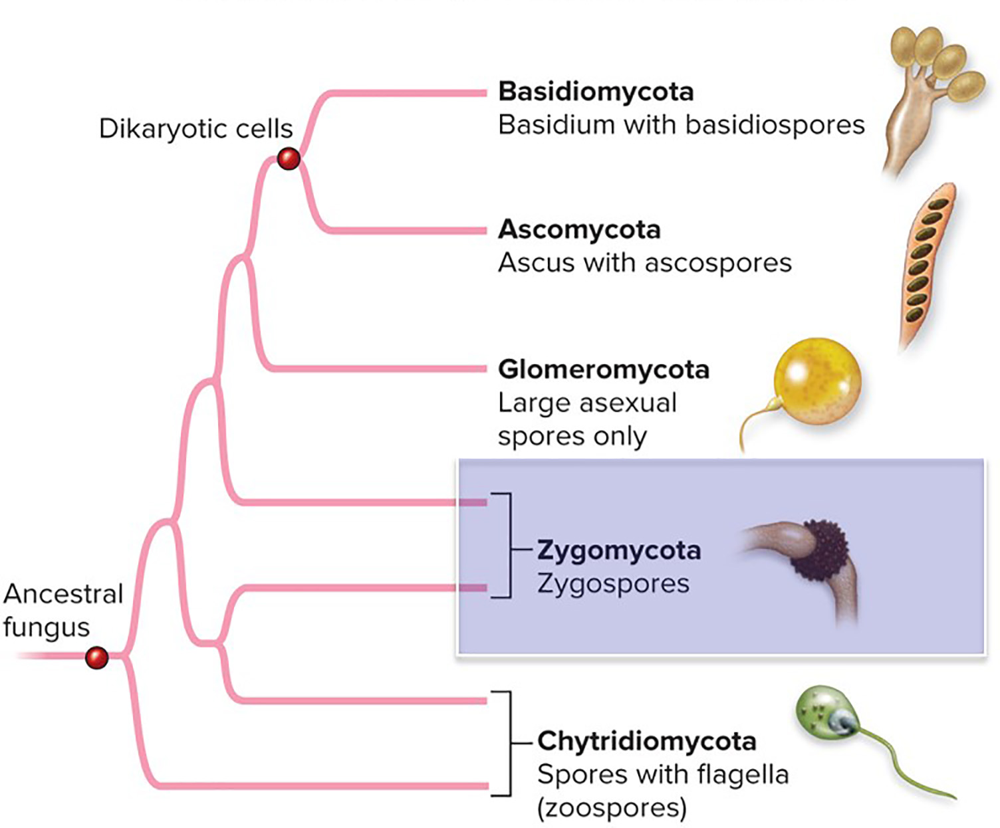 Dikaryotic cells
Basidiomycota
Basidium with basidiospores
Ascomycota
Ascus with ascospores
Glomeromycota
Large asexual
spores only
Zygomycota
Zygospores
Ancestral
fungus
Chytridiomycota
Spores with flagella
(zoospores)